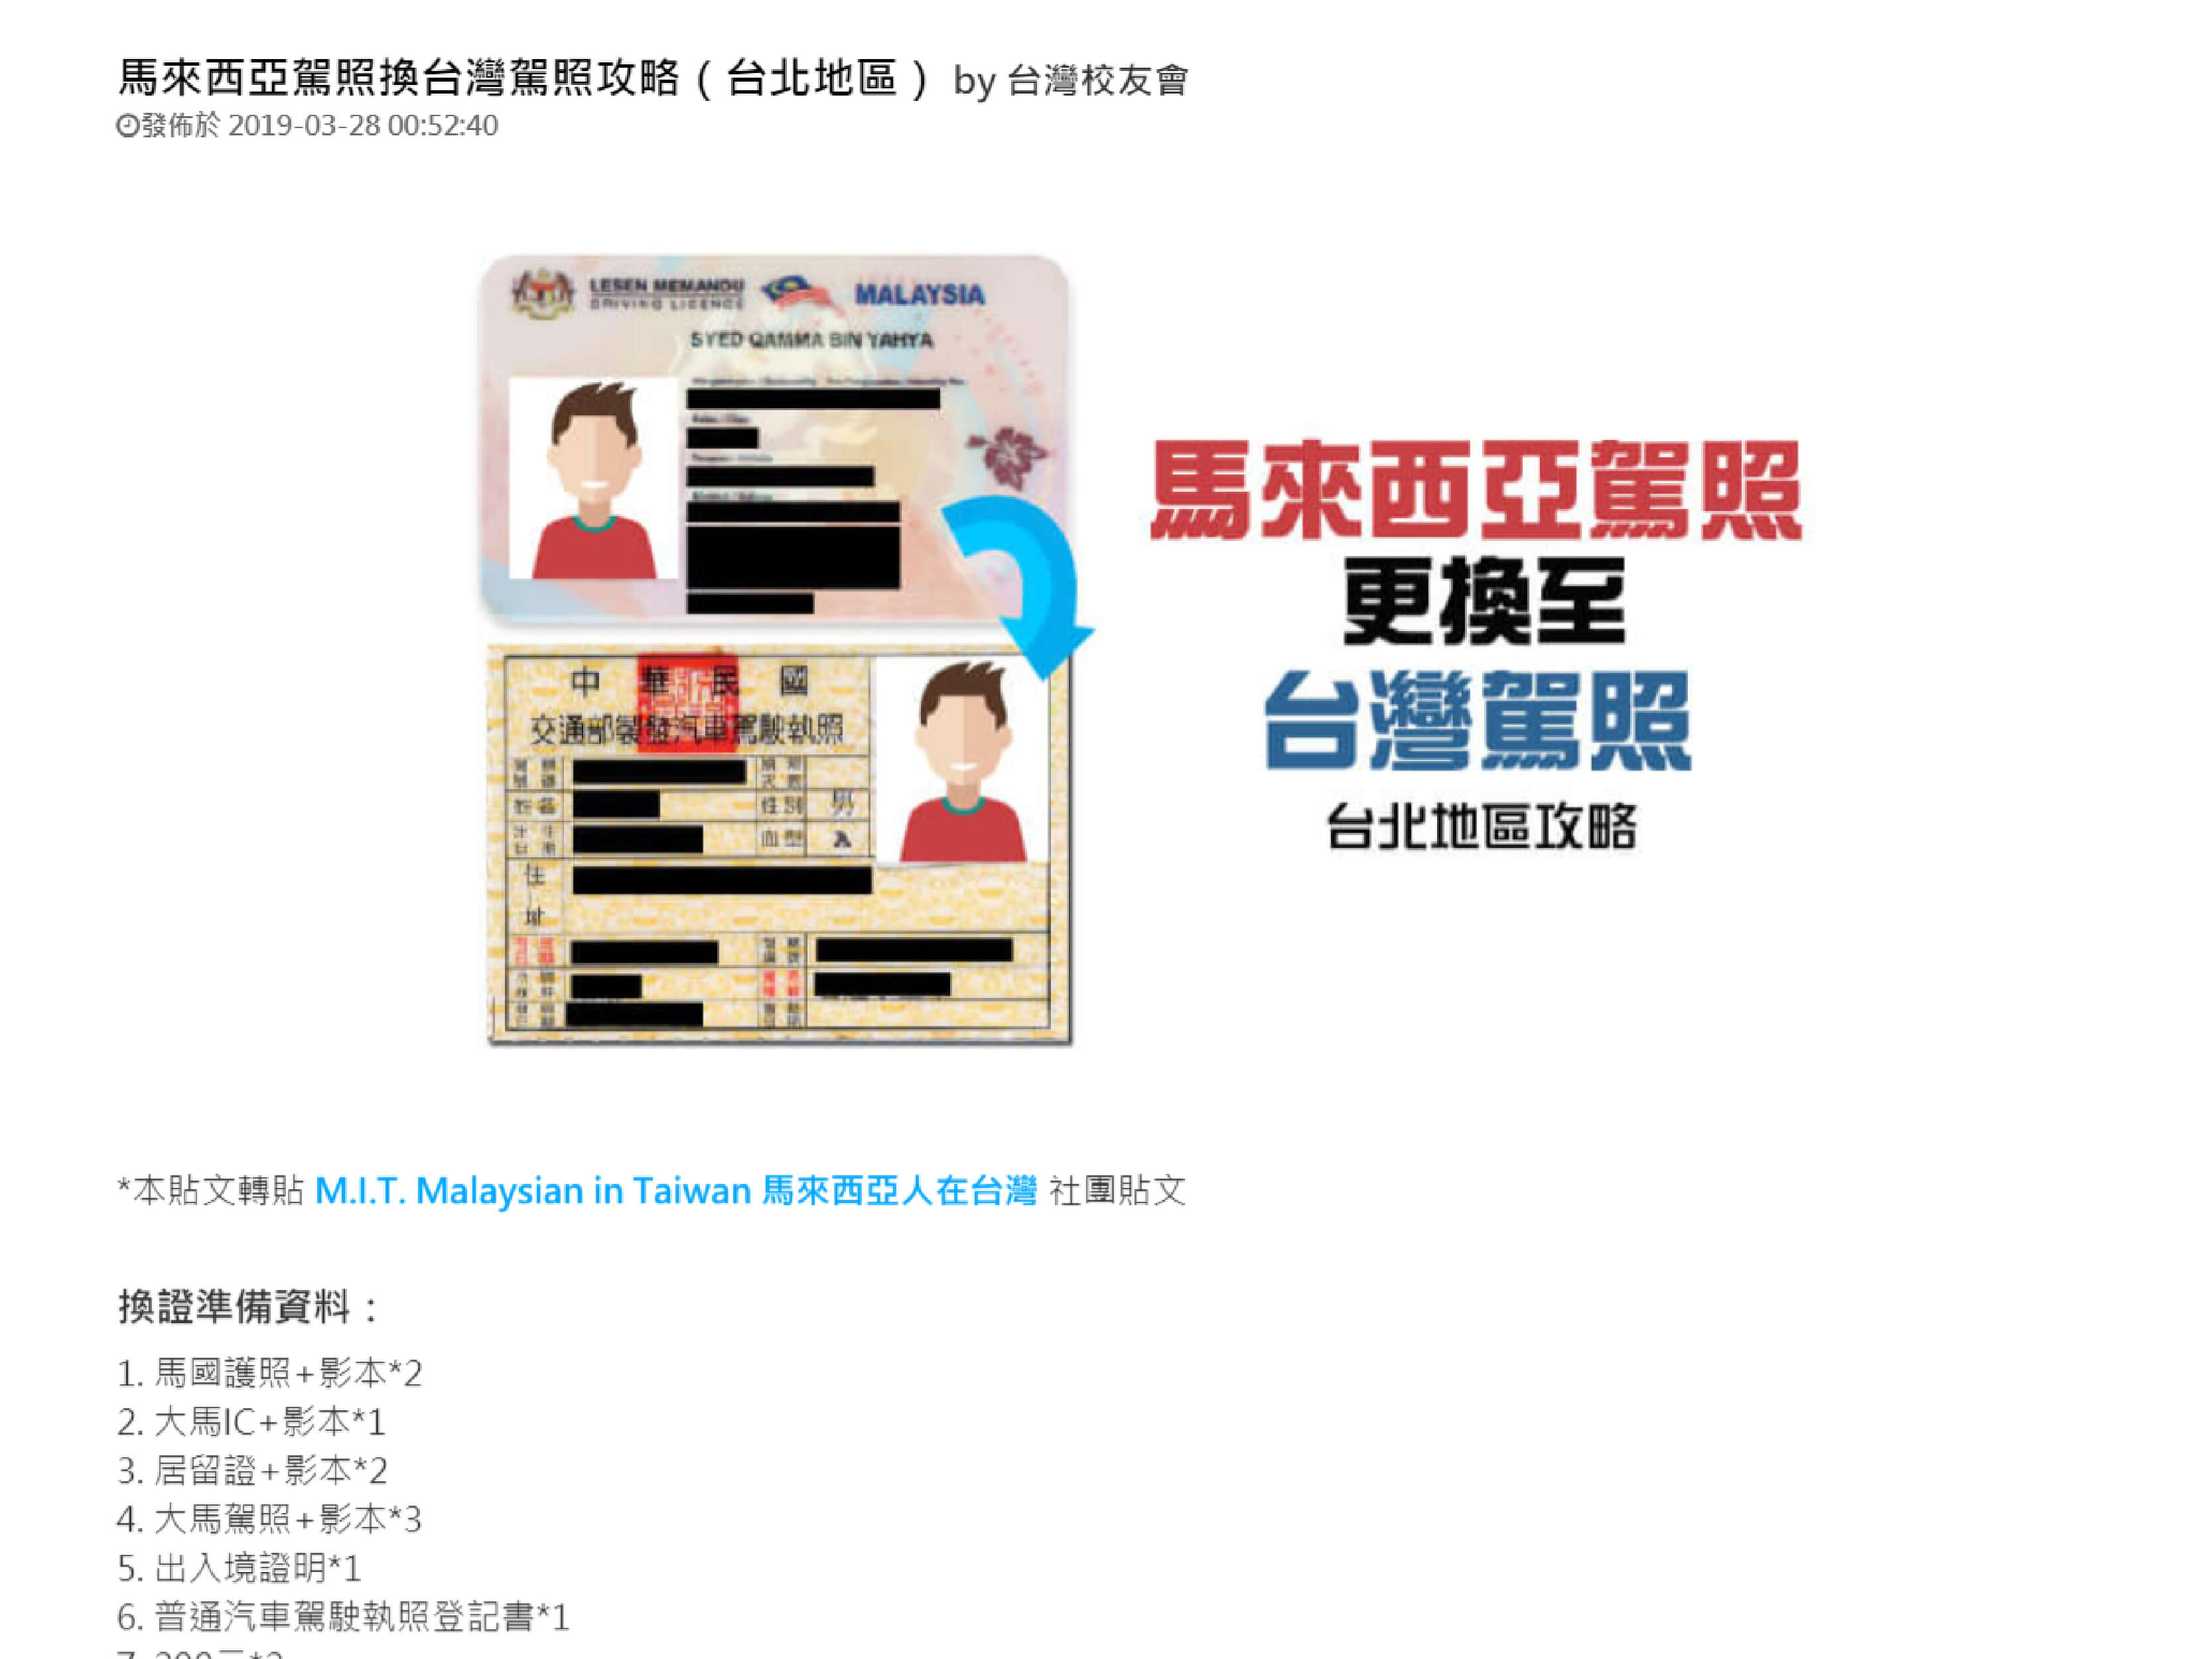 馬來西亞駕照換台灣駕照攻略（台北地區） by 台灣校友會
發佈於 2019-03-28 00:52:40
LESEN MEMANDU
DRIVING LICENCE
MALAYSIA
SYED QAMMA BIN YAHYA
中華民國
交通部製發汽車駕駛執照
性別 男
血型 A
住址
馬來西亞駕照
更換至
台灣駕照
台北地區攻略
*本貼文轉貼 M.I.T. Malaysian in Taiwan 馬來西亞人在台灣 社團貼文
換證準備資料：
1. 馬國護照+影本*2
2. 大馬IC+影本*1
3. 居留證+影本*2
4. 大馬駕照+影本*3
5. 出入境證明*1
6. 普通汽車駕駛執照登記書*1